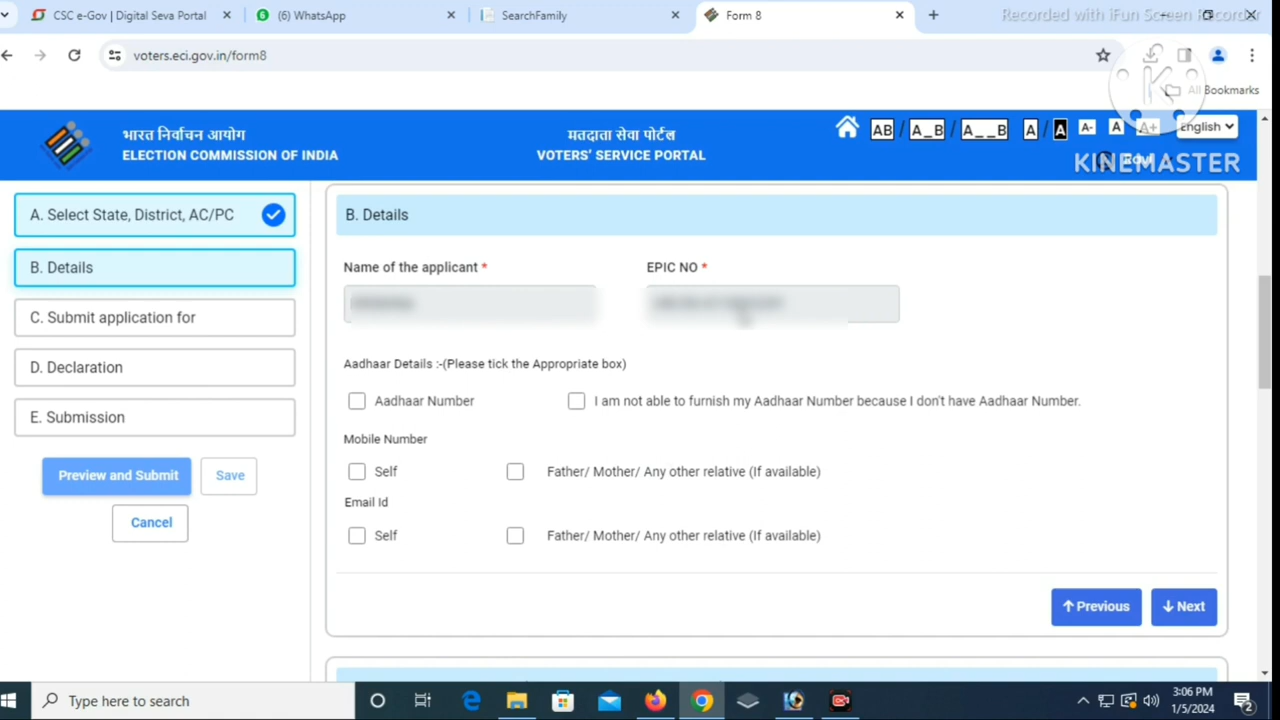 CSC e-Gov | Digital Seva Portal
(6) WhatsApp
SearchFamily
Form 8
Recorded with iFun Screen Recorder
voters.eci.gov.in/form8
All Bookmarks
भारत निर्वाचन आयोग
ELECTION COMMISSION OF INDIA
मतदाता सेवा पोर्टल
VOTERS' SERVICE PORTAL
AB / A_B / A__B A / A A- A A+ English
KINEMASTER
A. Select State, District, AC/PC
B. Details
C. Submit application for
D. Declaration
E. Submission
Preview and Submit
Save
Cancel
B. Details
Name of the applicant *
EPIC NO *
Aadhaar Details :-(Please tick the Appropriate box)
Aadhaar Number
I am not able to furnish my Aadhaar Number because I don't have Aadhaar Number.
Mobile Number
Self
Father/ Mother/ Any other relative (If available)
Email Id
Self
Father/ Mother/ Any other relative (If available)
Previous
Next
Type here to search
3:06 PM
1/5/2024
2